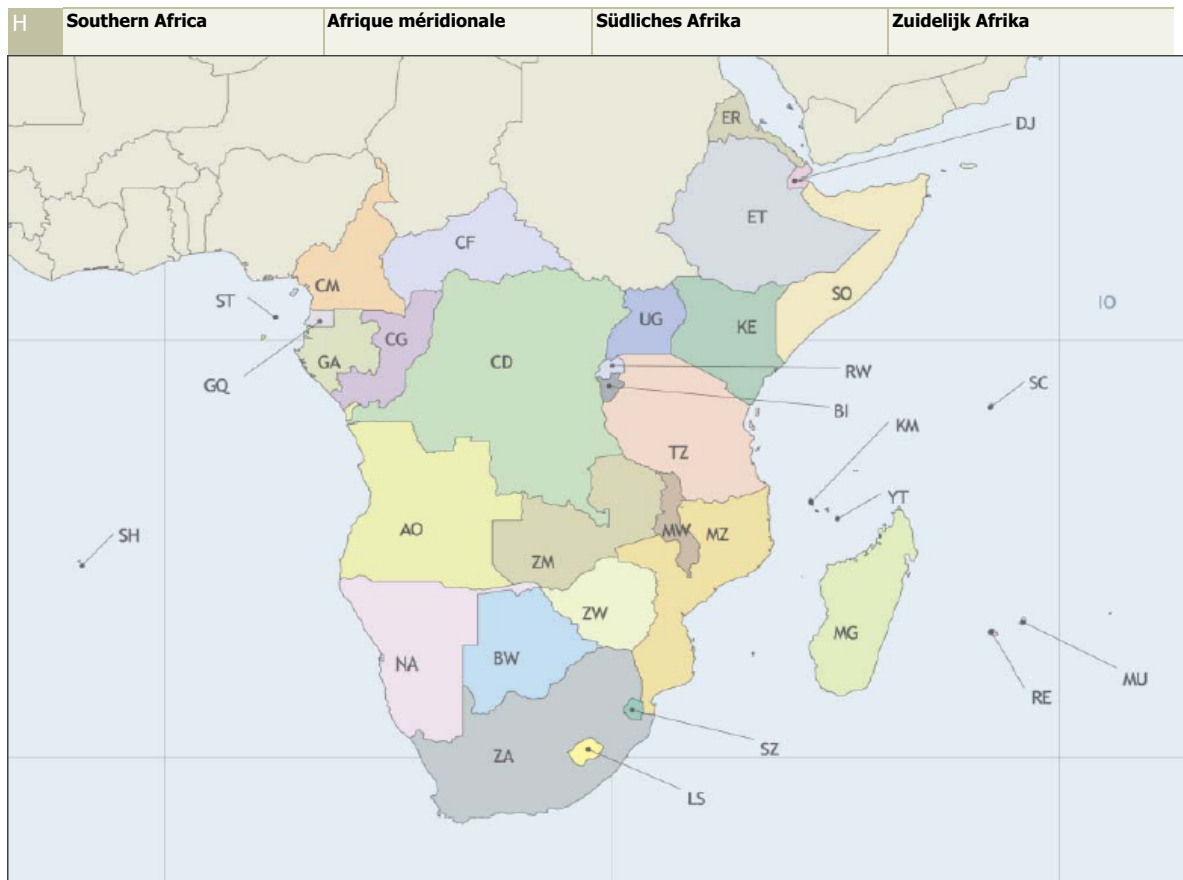 H Southern Africa Afrique méridionale Südliches Afrika Zuidelijk Afrika
ER
DJ
ET
CF
CM
SO
ST
IO
UG
KE
CG
CD
GA
RW
GQ
SC
BI
KM
TZ
YT
AO
MW
MZ
SH
ZM
ZW
MG
NA
BW
MU
RE
SZ
ZA
LS